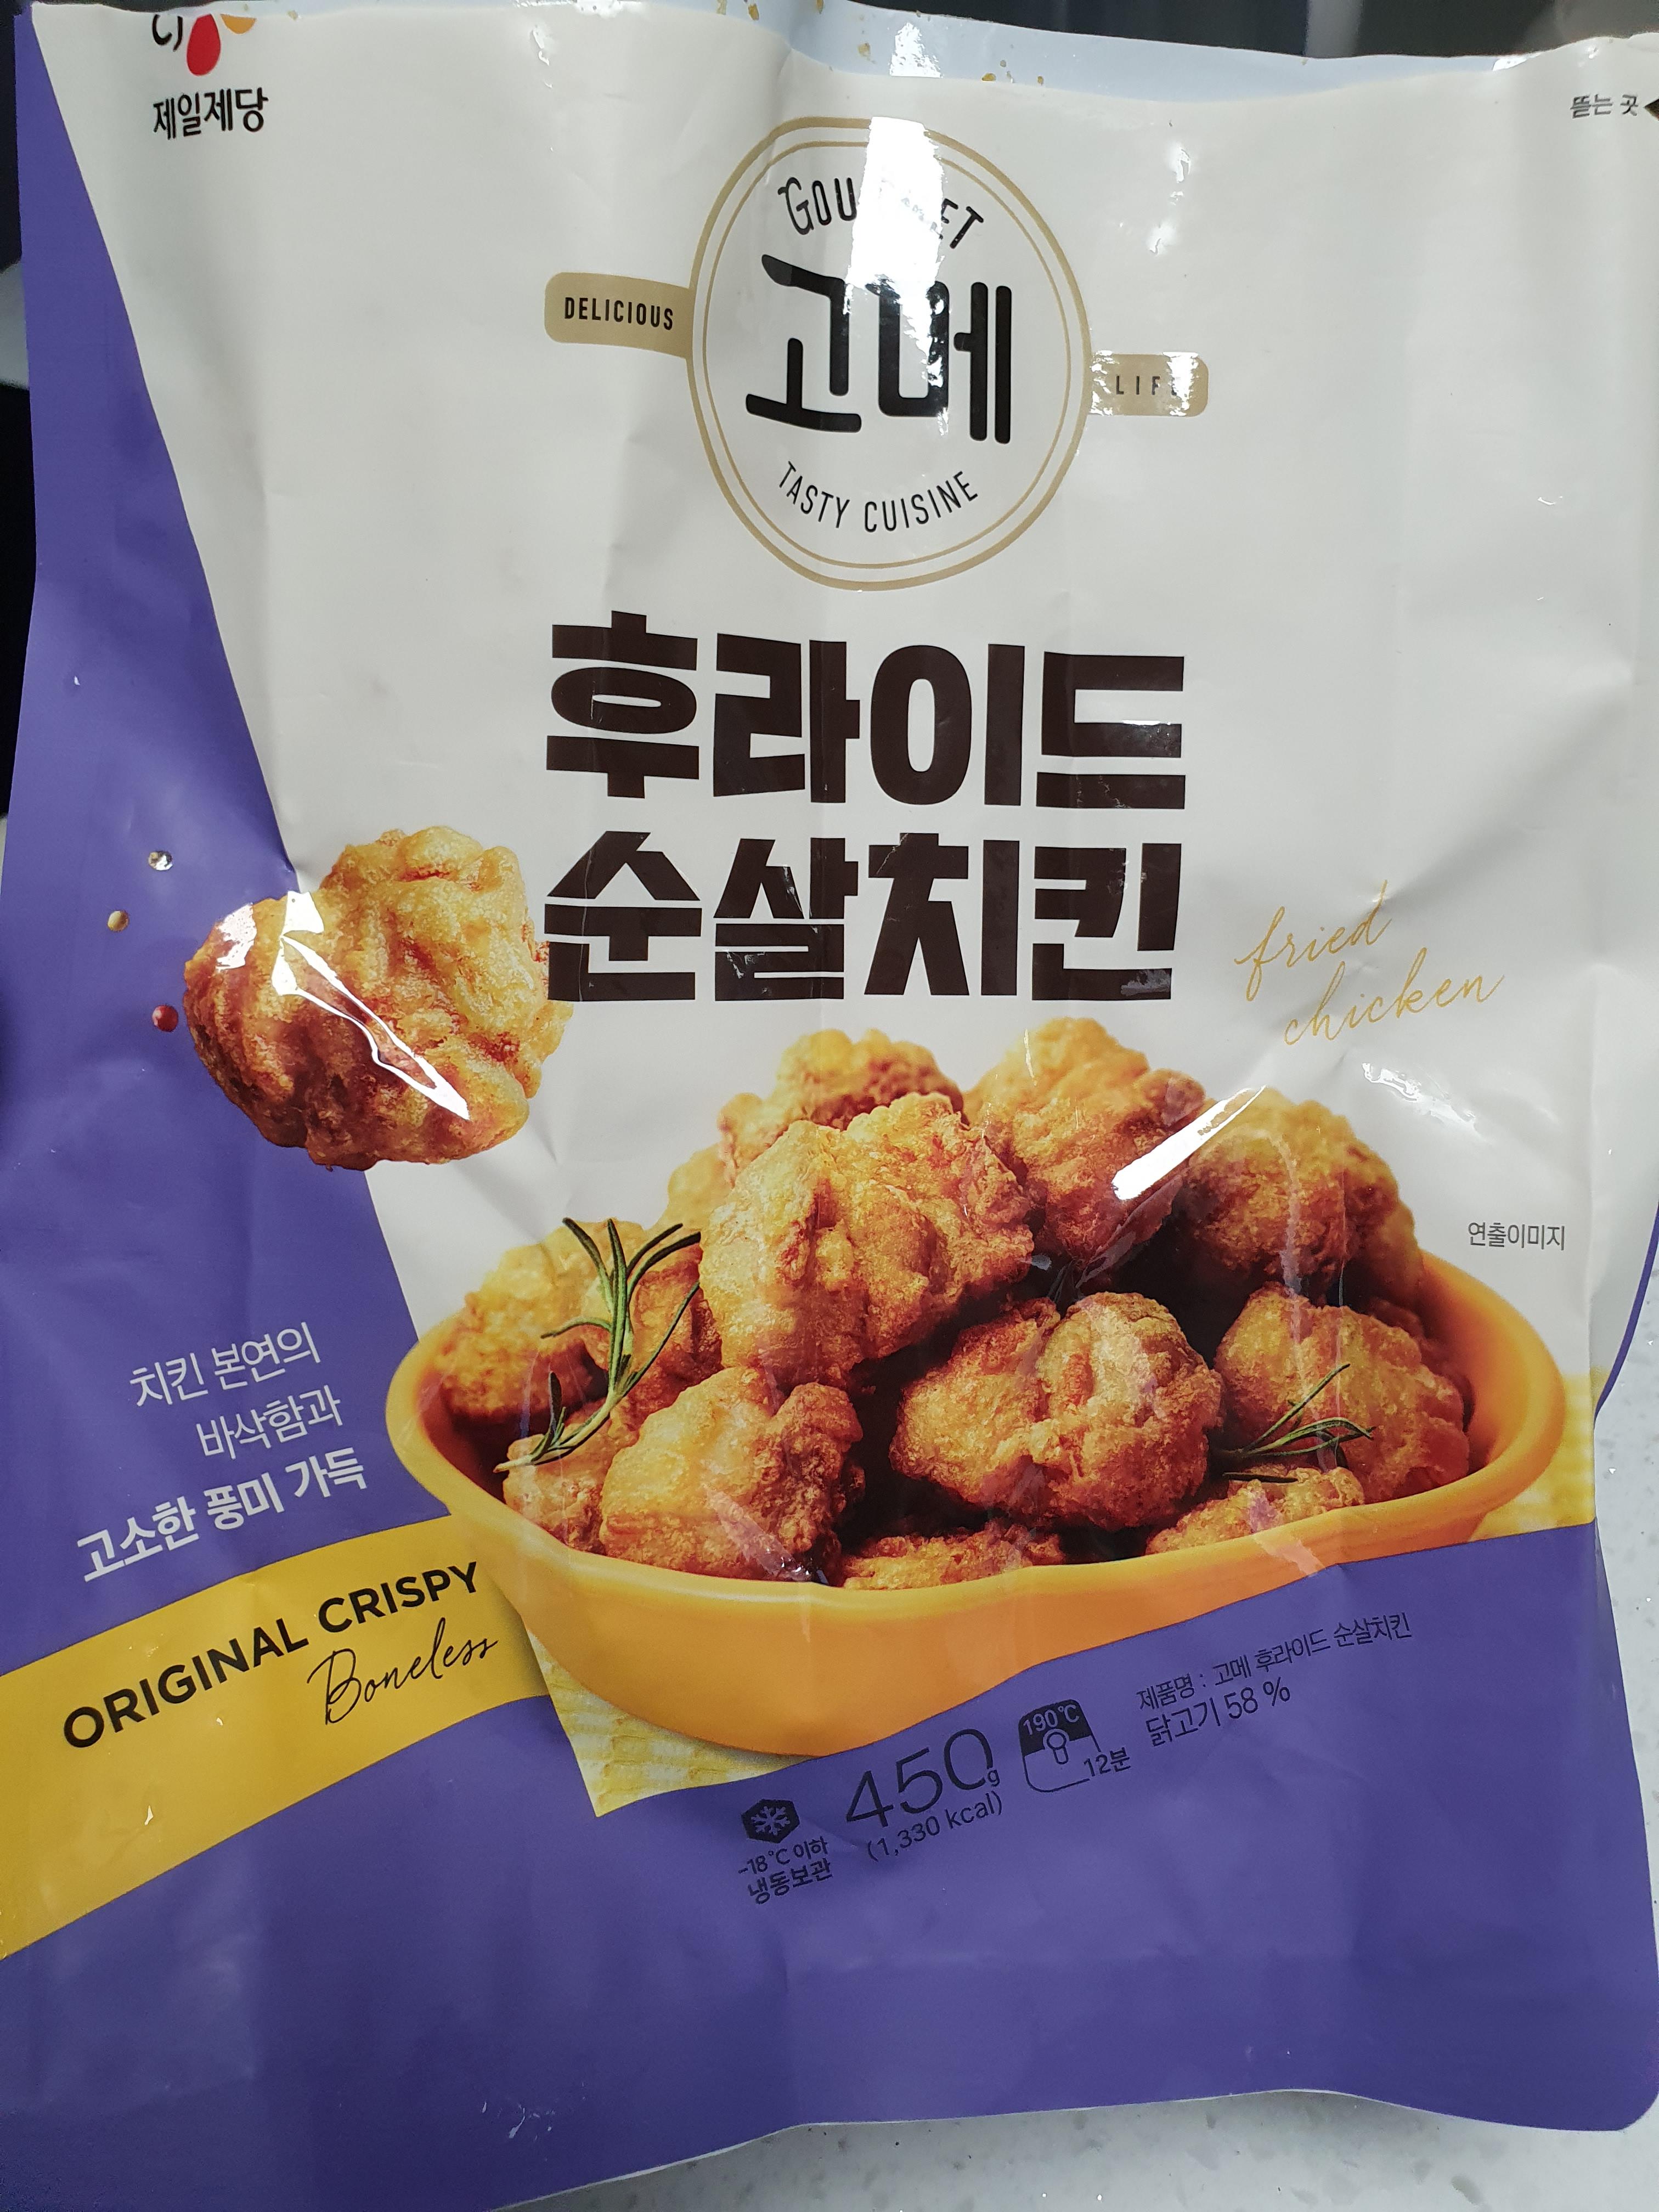 제일제당
뜯는 곳
고메
DELICIOUS
TASTY CUISINE
후라이드
순살치킨
fried
chicken
연출이미지
치킨 본연의
바삭함과
고소한 풍미 가득
ORIGINAL CRISPY
Boneless
제품명 : 고메 후라이드 순살치킨
닭고기 58 %
190℃
12분
450g
(1,330 kcal)
-18℃ 이하
냉동보관